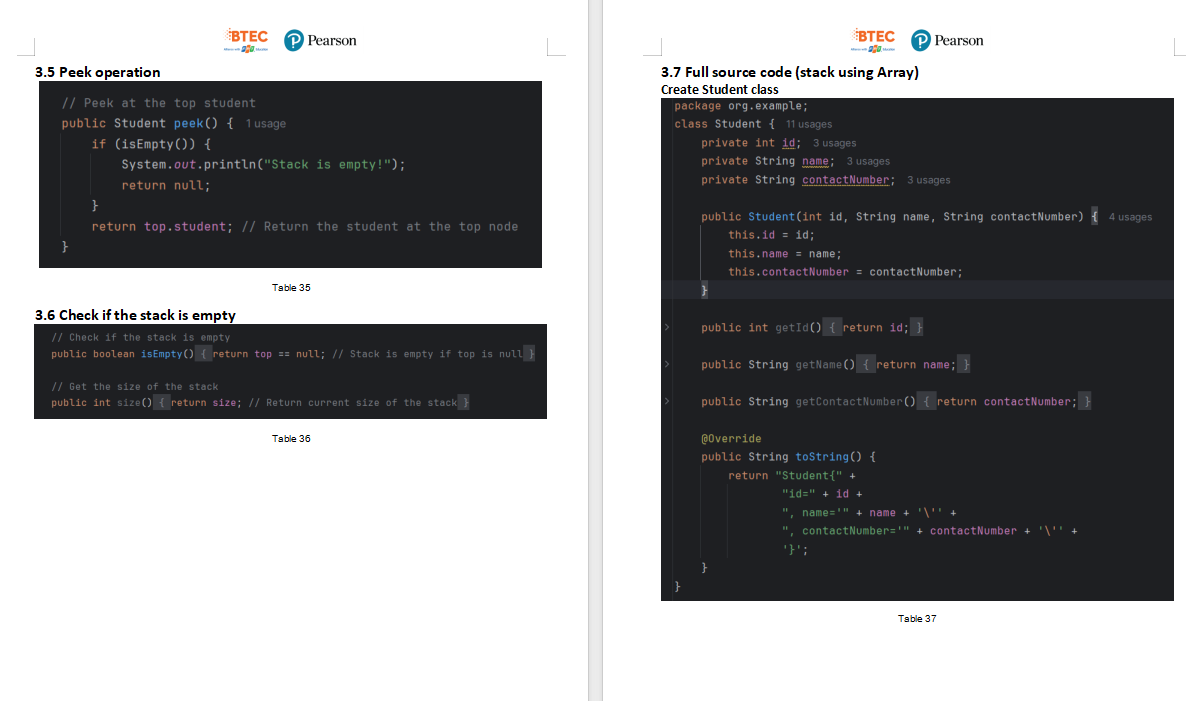 BTEC
Pearson
3.5 Peek operation
// Peek at the top student
public Student peek() { 1 usage
if (isEmpty()) {
System.out.println("Stack is empty!");
return null;
}
return top.student; // Return the student at the top node
}
Table 35
3.6 Check if the stack is empty
// Check if the stack is empty
public boolean isEmpty() { return top == null; // Stack is empty if top is null }
// Get the size of the stack
public int size() { return size; // Return current size of the stack }
Table 36
BTEC
Pearson
3.7 Full source code (stack using Array)
Create Student class
package org.example;
class Student { 11 usages
private int id; 3 usages
private String name; 3 usages
private String contactNumber; 3 usages
public Student(int id, String name, String contactNumber) { 4 usages
this.id = id;
this.name = name;
this.contactNumber = contactNumber;
}
public int getId() { return id; }
public String getName() { return name; }
public String getContactNumber() { return contactNumber; }
@Override
public String toString() {
return "Student{" +
"id=" + id +
", name='" + name + '\'' +
", contactNumber='" + contactNumber + '\'' +
'}';
}
}
Table 37